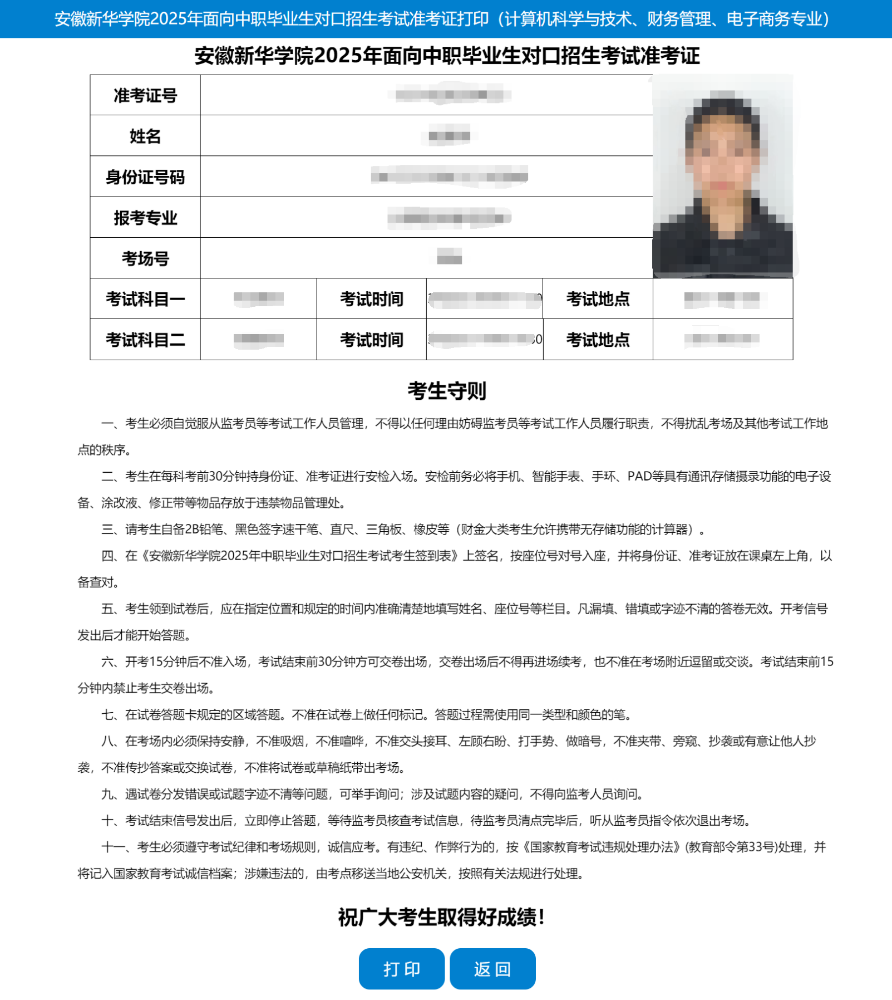 安徽新华学院2025年面向中职毕业生对口招生考试准考证打印（计算机科学与技术、财务管理、电子商务专业）
安徽新华学院2025年面向中职毕业生对口招生考试准考证
准考证号
姓名
身份证号码
报考专业
考场号
考试科目一 考试时间 考试地点
考试科目二 考试时间 考试地点
考生守则
一、考生必须自觉服从监考员等考试工作人员管理，不得以任何理由妨碍监考员等考试工作人员履行职责，不得扰乱考场及其他考试工作地
点的秩序。
二、考生在每科考前30分钟持身份证、准考证进行安检入场。安检前务必将手机、智能手表、手环、PAD等具有通讯存储摄录功能的电子设
备、涂改液、修正带等物品存放于违禁物品管理处。
三、请考生自备2B铅笔、黑色签字速干笔、直尺、三角板、橡皮等（财金大类考生允许携带无存储功能的计算器）。
四、在《安徽新华学院2025年中职毕业生对口招生考试考生签到表》上签名，按座位号对号入座，并将身份证、准考证放在课桌左上角，以
备查对。
五、考生领到试卷后，应在指定位置和规定的时间内准确清楚地填写姓名、座位号等栏目。凡漏填、错填或字迹不清的答卷无效。开考信号
发出后才能开始答题。
六、开考15分钟后不准入场，考试结束前30分钟方可交卷出场，交卷出场后不得再进场续考，也不准在考场附近逗留或交谈。考试结束前15
分钟内禁止考生交卷出场。
七、在试卷答题卡规定的区域答题。不准在试卷上做任何标记。答题过程需使用同一类型和颜色的笔。
八、在考场内必须保持安静，不准吸烟，不准喧哗，不准交头接耳、左顾右盼、打手势、做暗号，不准夹带、旁窥、抄袭或有意让他人抄
袭，不准传抄答案或交换试卷，不准将试卷或草稿纸带出考场。
九、遇试卷分发错误或试题字迹不清等问题，可举手询问；涉及试题内容的疑问，不得向监考人员询问。
十、考试结束信号发出后，立即停止答题，等待监考员核查考试信息，待监考员清点完毕后，听从监考员指令依次退出考场。
十一、考生必须遵守考试纪律和考场规则，诚信应考。有违纪、作弊行为的，按《国家教育考试违规处理办法》(教育部令第33号)处理，并
将记入国家教育考试诚信档案；涉嫌违法的，由考点移送当地公安机关，按照有关法规进行处理。
祝广大考生取得好成绩！
打 印 返 回